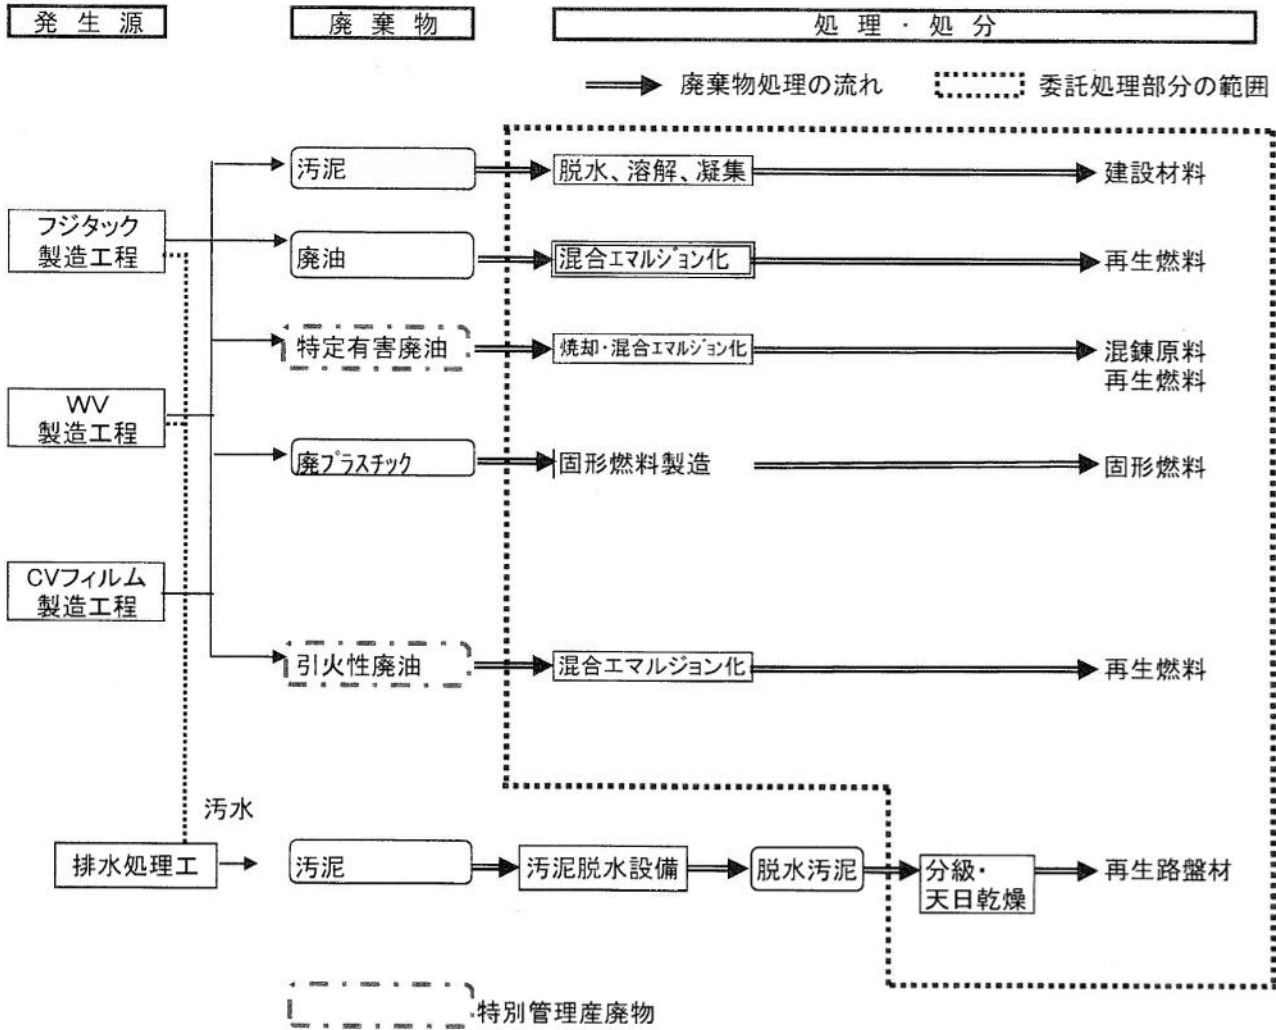 発生源
廃棄物
処理・処分
廃棄物処理の流れ
委託処理部分の範囲
汚泥
脱水、溶解、凝集
建設材料
フジタック
製造工程
廃油
混合エマルジョン化
再生燃料
特定有害廃油
焼却・混合エマルジョン化
混錬原料
再生燃料
WV
製造工程
廃プラスチック
固形燃料製造
固形燃料
CVフィルム
製造工程
引火性廃油
混合エマルジョン化
再生燃料
汚水
排水処理工
汚泥
汚泥脱水設備
脱水汚泥
分級・
天日乾燥
再生路盤材
特別管理産廃物